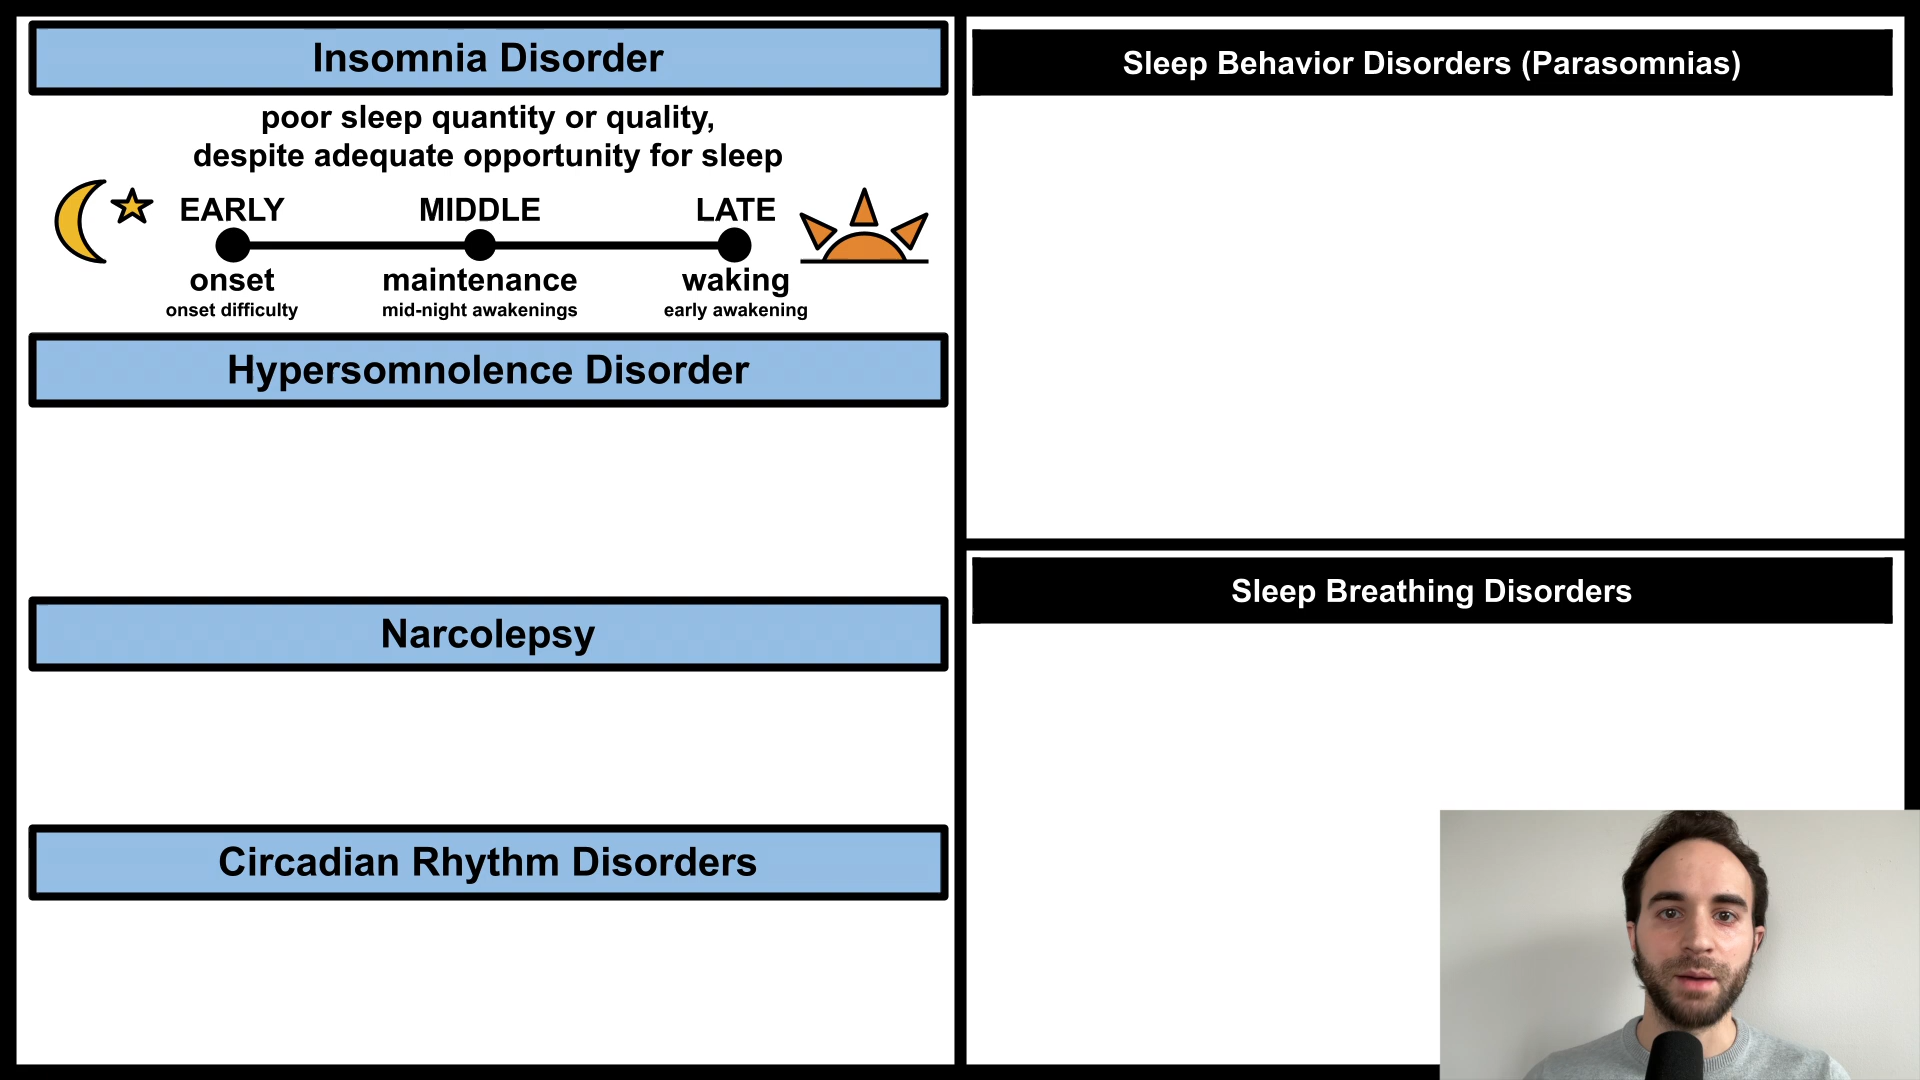 Insomnia Disorder
poor sleep quantity or quality,
despite adequate opportunity for sleep
EARLY MIDDLE LATE
onset maintenance waking
onset difficulty mid-night awakenings early awakening
Hypersomnolence Disorder
Narcolepsy
Circadian Rhythm Disorders
Sleep Behavior Disorders (Parasomnias)
Sleep Breathing Disorders